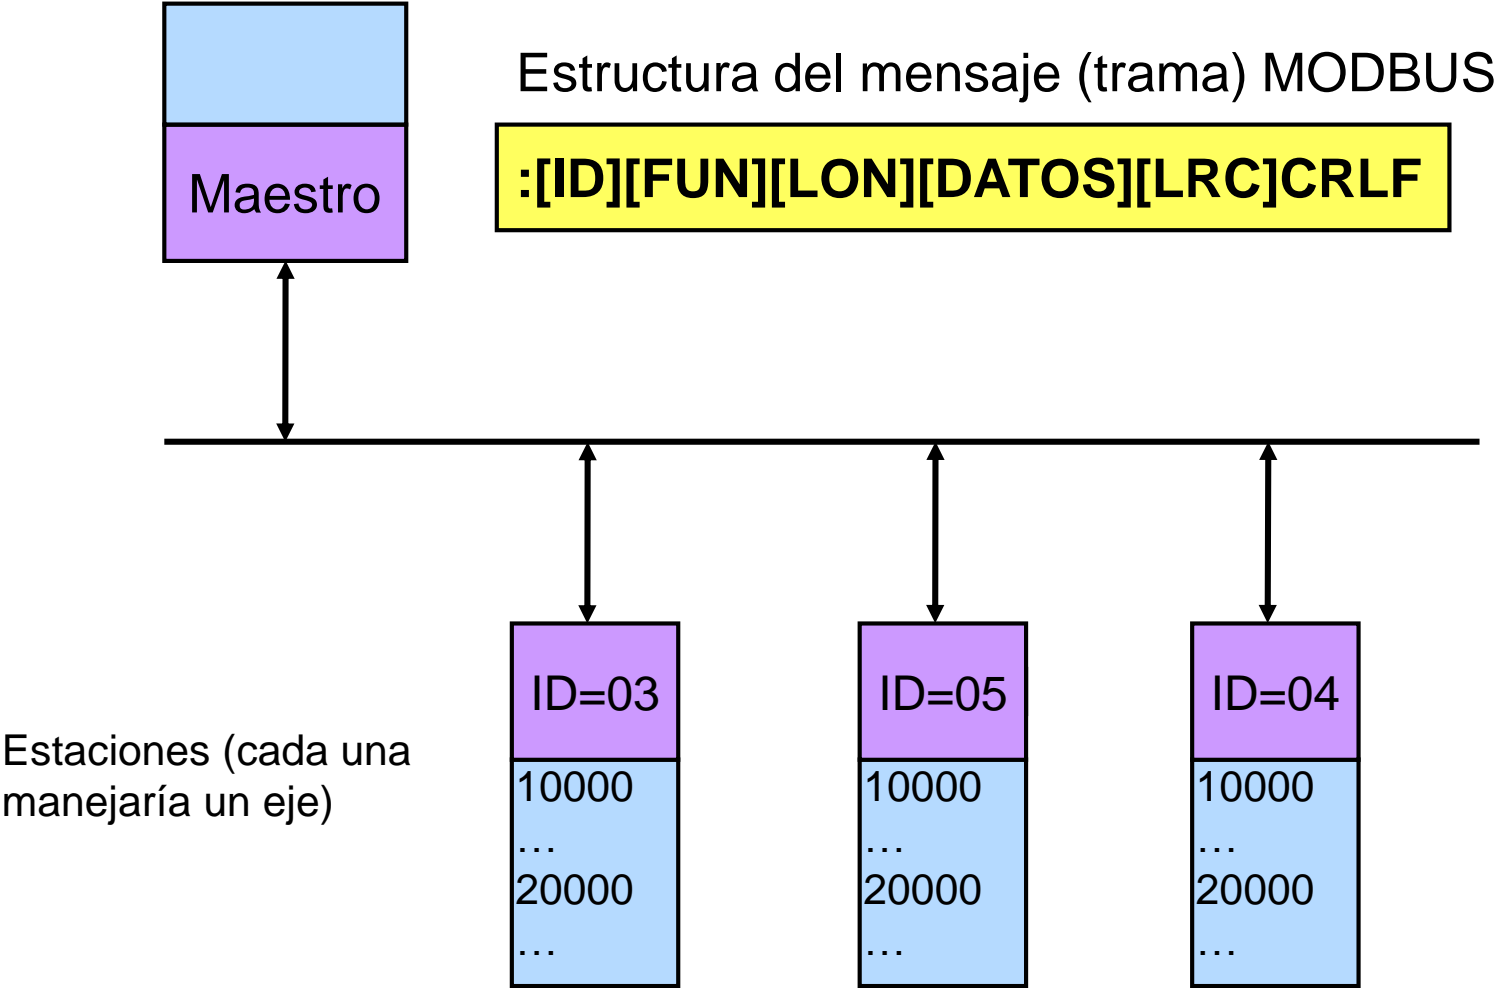 Estructura del mensaje (trama) MODBUS
Maestro
:[ID][FUN][LON][DATOS][LRC]CRLF
ID=03
ID=05
ID=04
Estaciones (cada una
manejaría un eje)
10000
…
20000
…
10000
…
20000
…
10000
…
20000
…